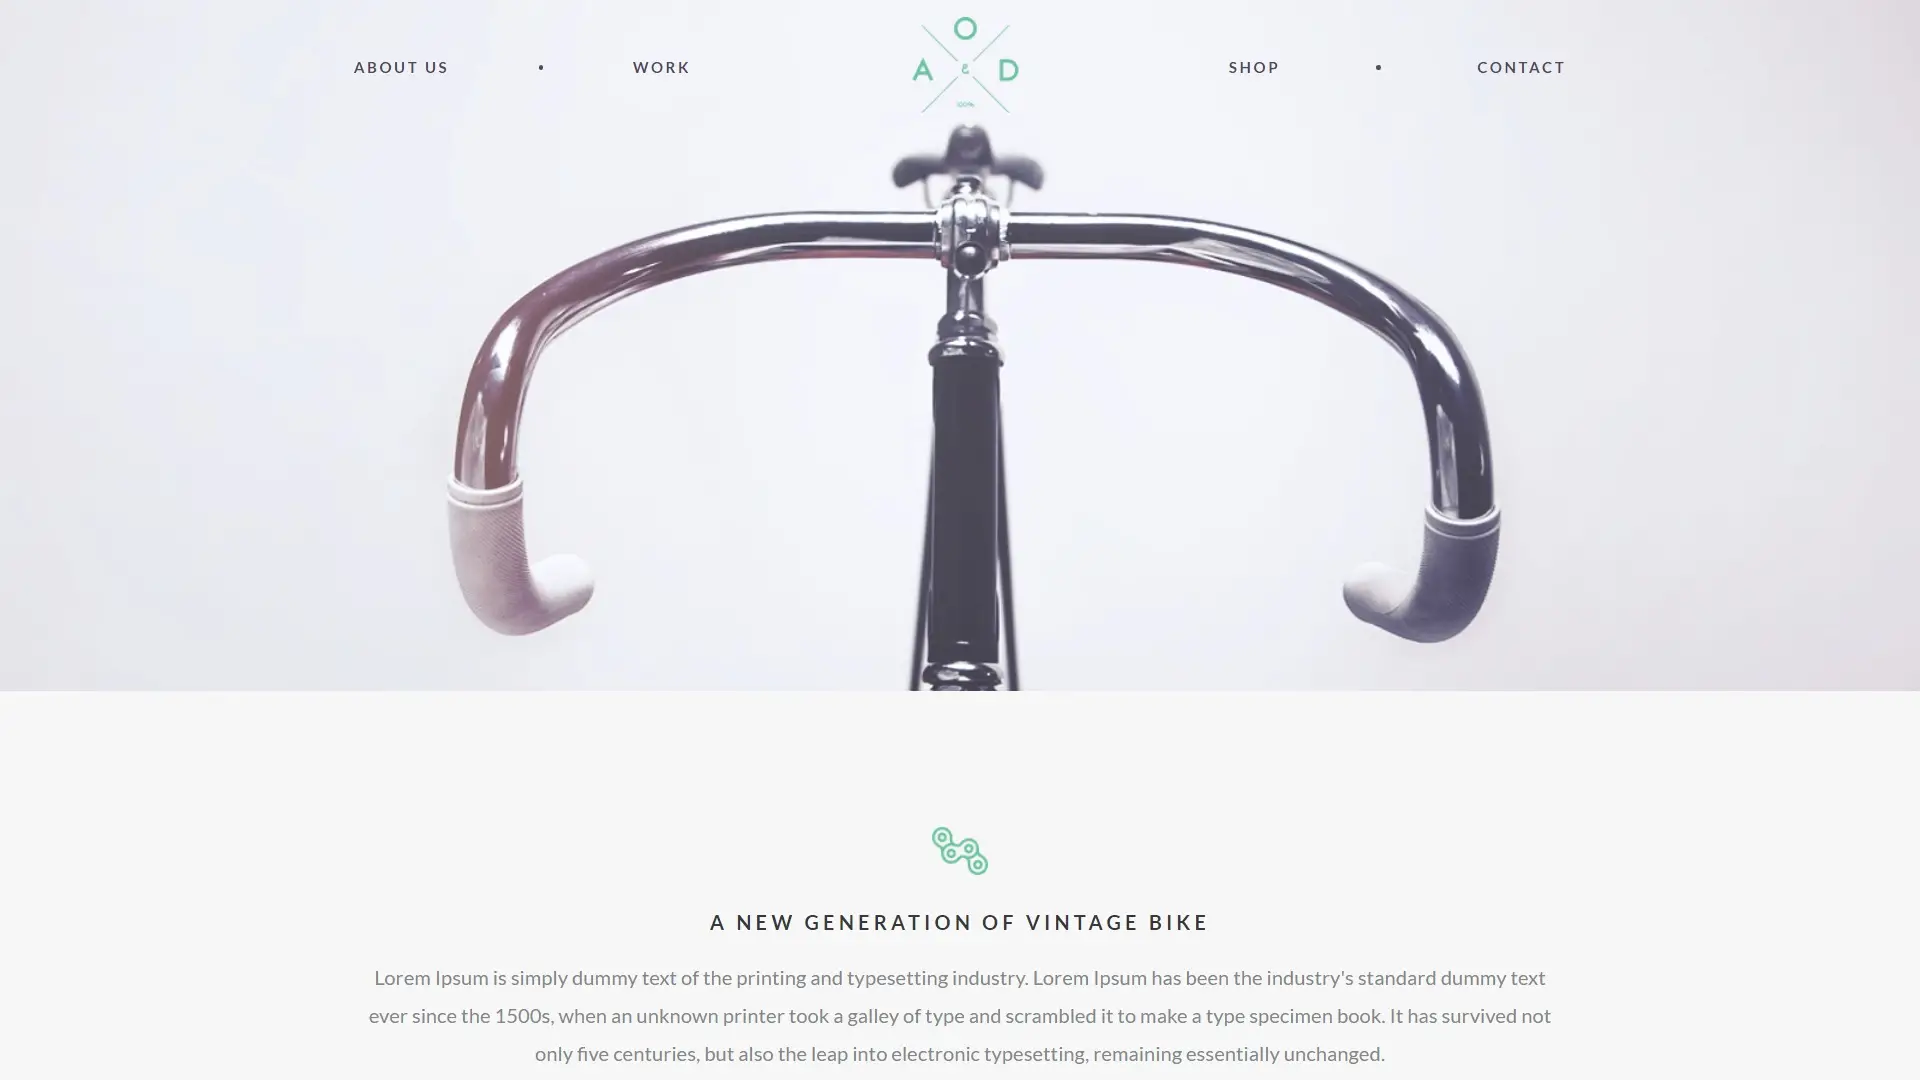 ABOUT US • WORK
O
A & D
100%
SHOP • CONTACT
A NEW GENERATION OF VINTAGE BIKE
Lorem Ipsum is simply dummy text of the printing and typesetting industry. Lorem Ipsum has been the industry's standard dummy text
ever since the 1500s, when an unknown printer took a galley of type and scrambled it to make a type specimen book. It has survived not
only five centuries, but also the leap into electronic typesetting, remaining essentially unchanged.